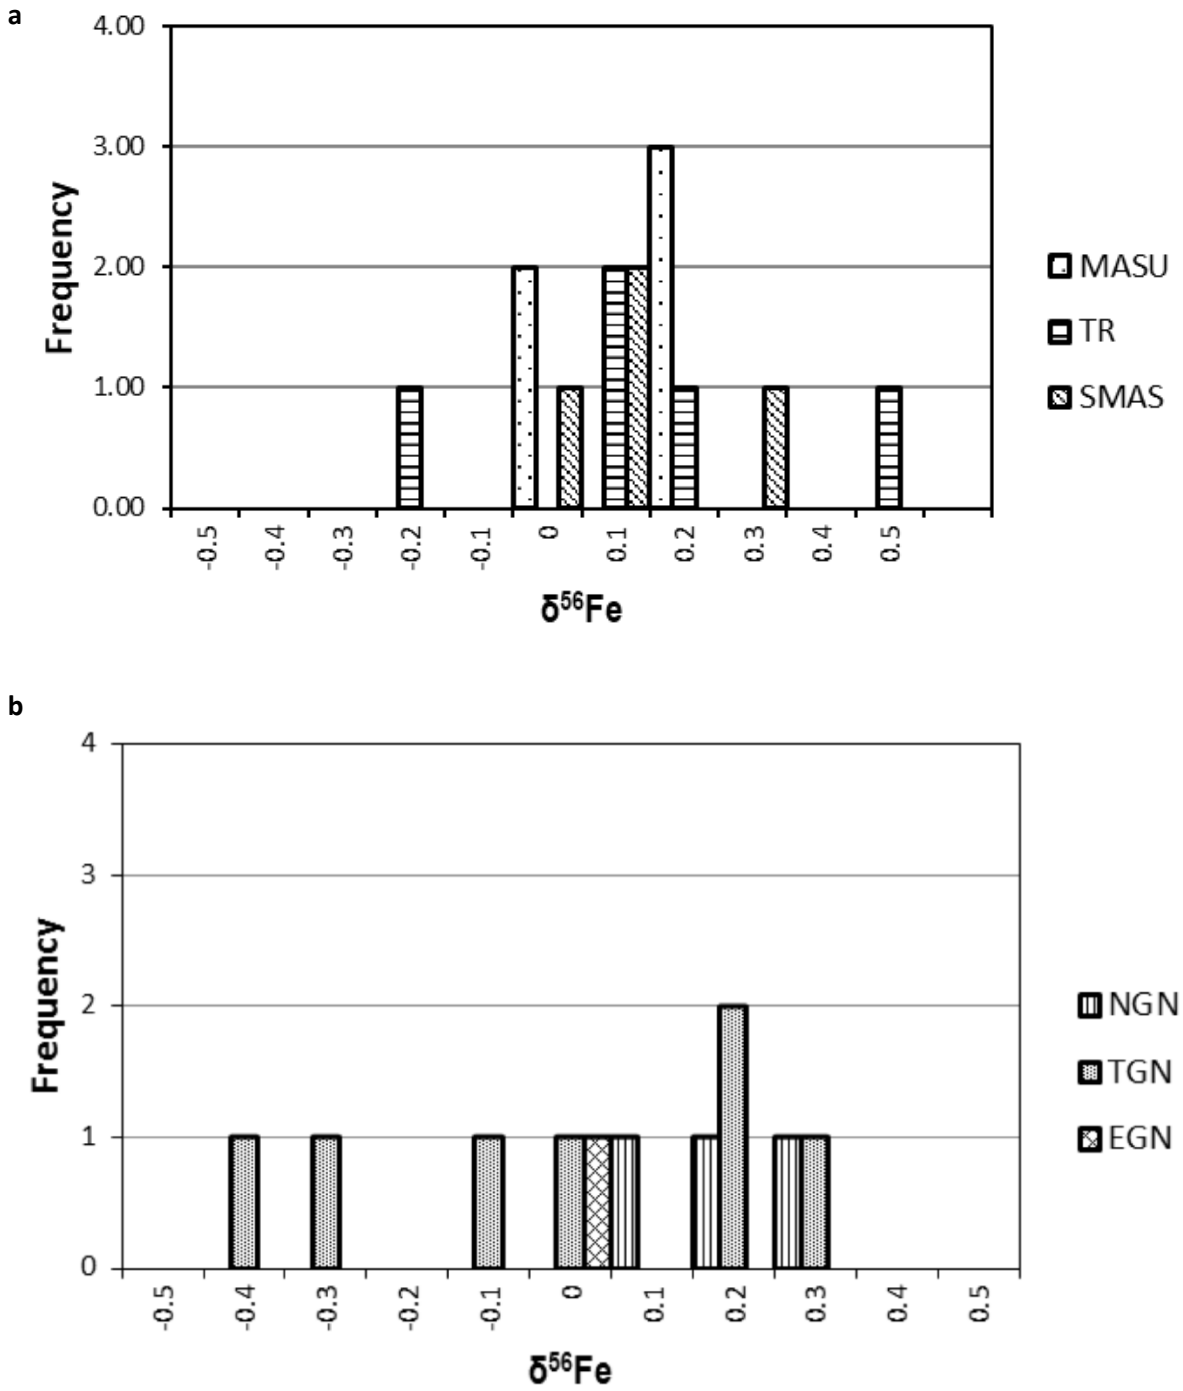 a
4.00
3.00
2.00
1.00
0.00
Frequency
-0.5 -0.4 -0.3 -0.2 -0.1 0 0.1 0.2 0.3 0.4 0.5
δ⁵⁶Fe
MASU
TR
SMAS
b
4
3
2
1
0
Frequency
-0.5 -0.4 -0.3 -0.2 -0.1 0 0.1 0.2 0.3 0.4 0.5
δ⁵⁶Fe
NGN
TGN
EGN